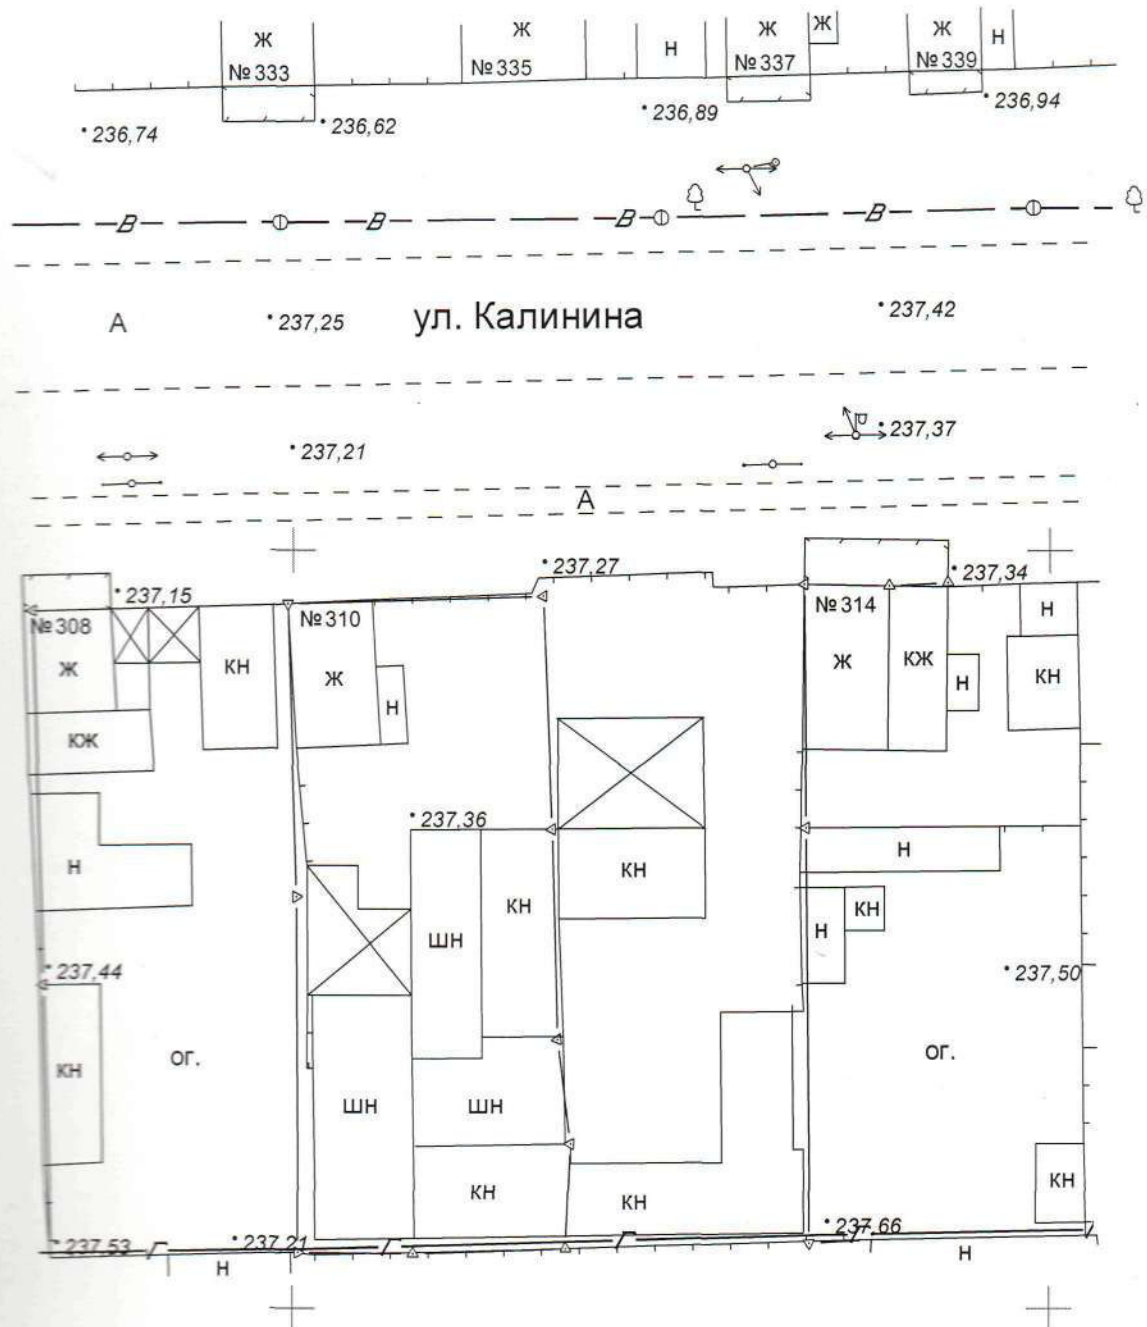 Ж Ж Н Ж Ж Ж Н
№333 №335 №337 №339
236,74 236,62 236,89 236,94
В В В В
А 237,25 ул. Калинина 237,42
237,21 237,37
А
237,15 237,27 237,34
№308 №310 №314
Ж КН Ж Н Ж КЖ Н Н КН
КЖ
237,36
Н КН КН Н
ШН Н КН
237,44 237,50
КН ОГ. ОГ.
ШН ШН
КН КН КН
237,53 Г 237,21 Г Г 237,66 Г Г
Н Н